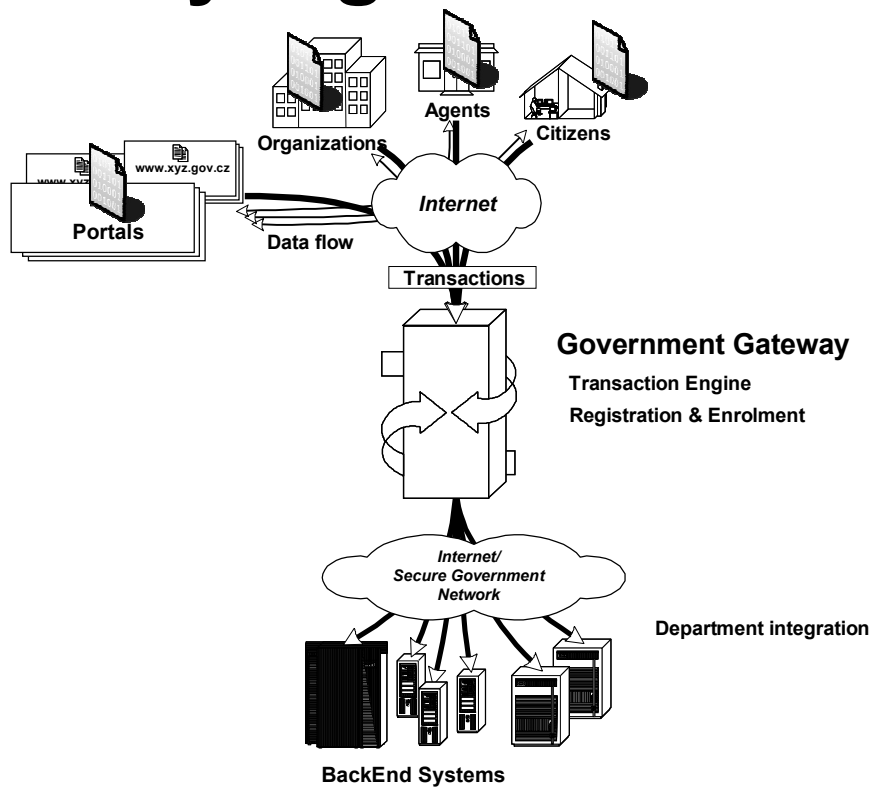 Agents
Organizations
Citizens
www.xyz.gov.cz
Portals
Internet
Data flow
Transactions
Government Gateway
Transaction Engine
Registration & Enrolment
Internet/
Secure Government
Network
Department integration
BackEnd Systems